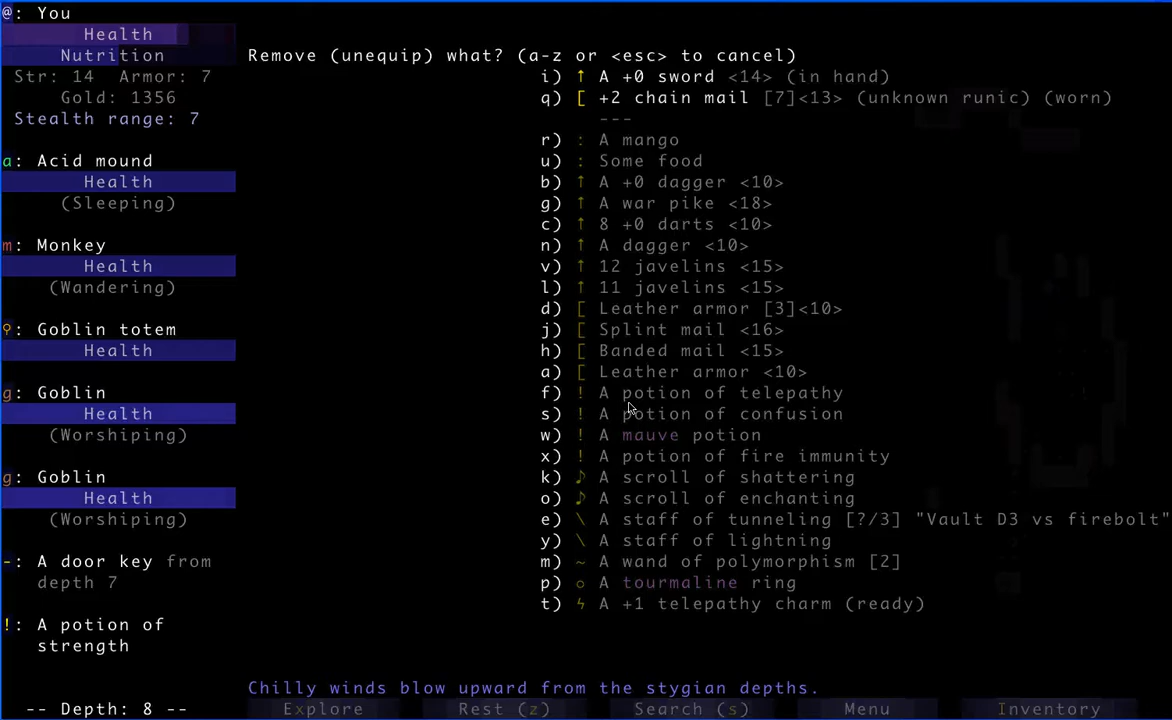 @: You
Health
Nutrition
Str: 14  Armor: 7
Gold: 1356
Stealth range: 7
a: Acid mound
Health
(Sleeping)
m: Monkey
Health
(Wandering)
⚲: Goblin totem
Health
g: Goblin
Health
(Worshiping)
g: Goblin
Health
(Worshiping)
-: A door key from
depth 7
!: A potion of
strength
-- Depth: 8 --
Remove (unequip) what? (a-z or <esc> to cancel)
i) ↑ A +0 sword <14> (in hand)
q) [ +2 chain mail [7]<13> (unknown runic) (worn)
---
r) : A mango
u) : Some food
b) ↑ A +0 dagger <10>
g) ↑ A war pike <18>
c) ↑ 8 +0 darts <10>
n) ↑ A dagger <10>
v) ↑ 12 javelins <15>
l) ↑ 11 javelins <15>
d) [ Leather armor [3]<10>
j) [ Splint mail <16>
h) [ Banded mail <15>
a) [ Leather armor <10>
f) ! A potion of telepathy
s) ! A potion of confusion
w) ! A mauve potion
x) ! A potion of fire immunity
k) ♪ A scroll of shattering
o) ♪ A scroll of enchanting
e) \ A staff of tunneling [?/3] "Vault D3 vs firebolt"
y) \ A staff of lightning
m) ~ A wand of polymorphism [2]
p) ○ A tourmaline ring
t) ϟ A +1 telepathy charm (ready)
Chilly winds blow upward from the stygian depths.
Explore  Rest (z)  Search (s)  Menu  Inventory